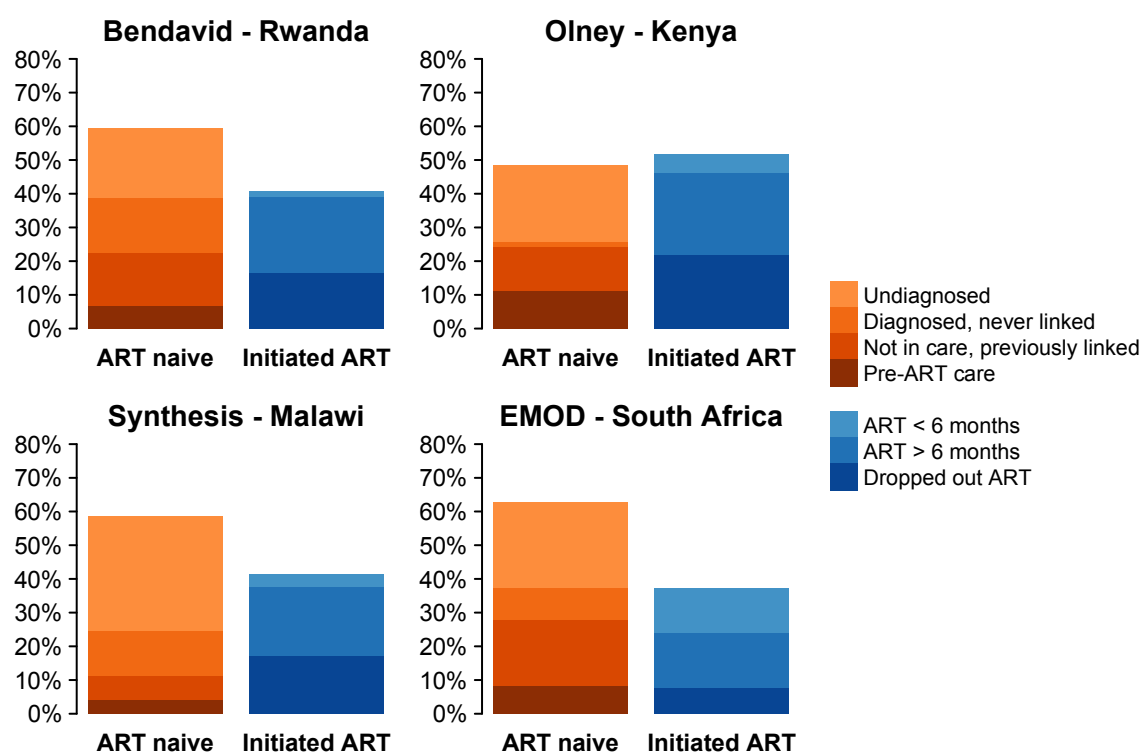 Bendavid - Rwanda
80%
70%
60%
50%
40%
30%
20%
10%
0%
ART naive Initiated ART
Olney - Kenya
80%
70%
60%
50%
40%
30%
20%
10%
0%
ART naive Initiated ART
Synthesis - Malawi
80%
70%
60%
50%
40%
30%
20%
10%
0%
ART naive Initiated ART
EMOD - South Africa
80%
70%
60%
50%
40%
30%
20%
10%
0%
ART naive Initiated ART
Undiagnosed
Diagnosed, never linked
Not in care, previously linked
Pre-ART care
ART < 6 months
ART > 6 months
Dropped out ART